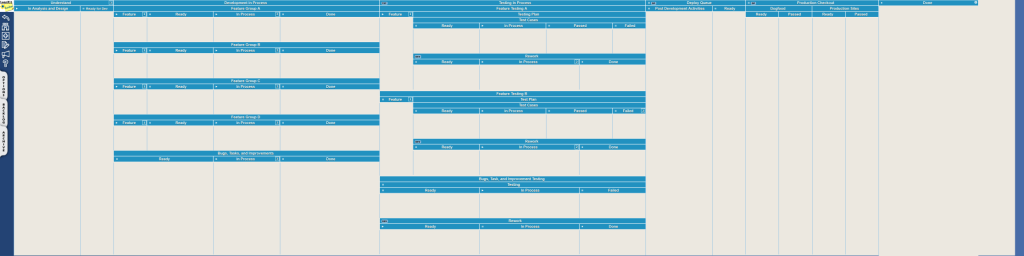 Understand
Development In Process
Testing In Process
Deploy Queue
Production Checkout
Done
In Analysis and Design
Ready to Dev
Feature Group A
Feature Testing A
Post Development Activities
Ready
Dogfood
Production Sites
Feature
Ready
In Process
Done
Feature
Testing Plan
Ready
Passed
Ready
Passed
Test Cases
Ready
In Process
Passed
Failed
Feature Group B
Feature
Ready
In Process
Done
Rework
Ready
In Process
Done
Feature Group C
Feature
Ready
In Process
Done
Feature Testing B
Feature
Test Plan
Test Cases
Ready
In Process
Passed
Failed
Feature Group D
Feature
Ready
In Process
Done
Rework
Ready
In Process
Done
Bugs, Tasks, and Improvements
Ready
In Process
Done
Bugs, Task, and Improvement Testing
Testing
Ready
In Process
Failed
Rework
Ready
In Process
Done
OPTIONS
BACKLOG
ARCHIVE